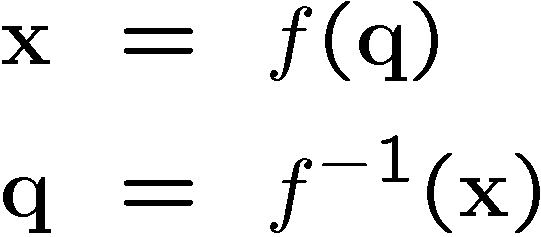 x = f(q)
q = f⁻¹(x)